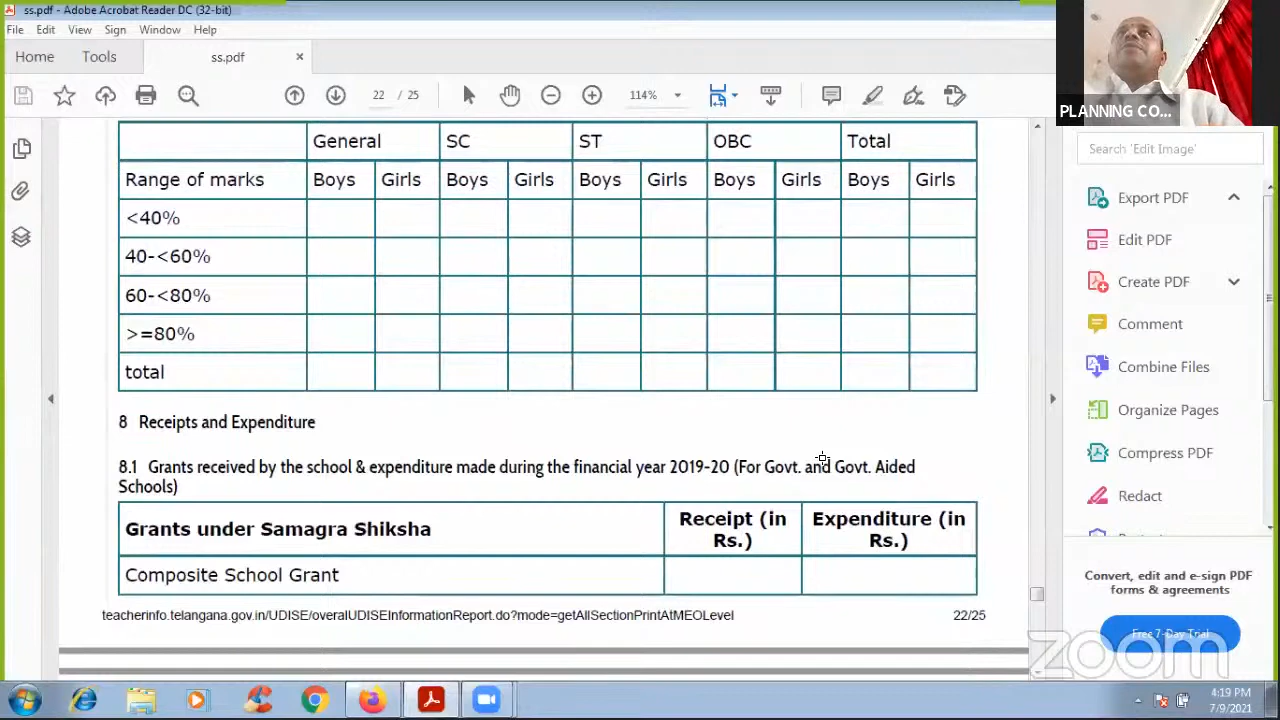 ss.pdf - Adobe Acrobat Reader DC (32-bit)
File Edit View Sign Window Help
Home Tools ss.pdf ×
22 / 25 114%
PLANNING CO...
Search 'Edit Image'
General SC ST OBC Total
Range of marks Boys Girls Boys Girls Boys Girls Boys Girls Boys Girls
<40%
40-<60%
60-<80%
>=80%
total
8 Receipts and Expenditure
8.1 Grants received by the school & expenditure made during the financial year 2019-20 (For Govt. and Govt. Aided
Schools)
Grants under Samagra Shiksha Receipt (in Rs.) Expenditure (in Rs.)
Composite School Grant
teacherinfo.telangana.gov.in/UDISE/overalUDISEInformationReport.do?mode=getAllSectionPrintAtMEOLevel 22/25
Export PDF
Edit PDF
Create PDF
Comment
Combine Files
Organize Pages
Compress PDF
Redact
Convert, edit and e-sign PDF
forms & agreements
Free 7-Day Trial
zoom
4:19 PM
7/9/2021